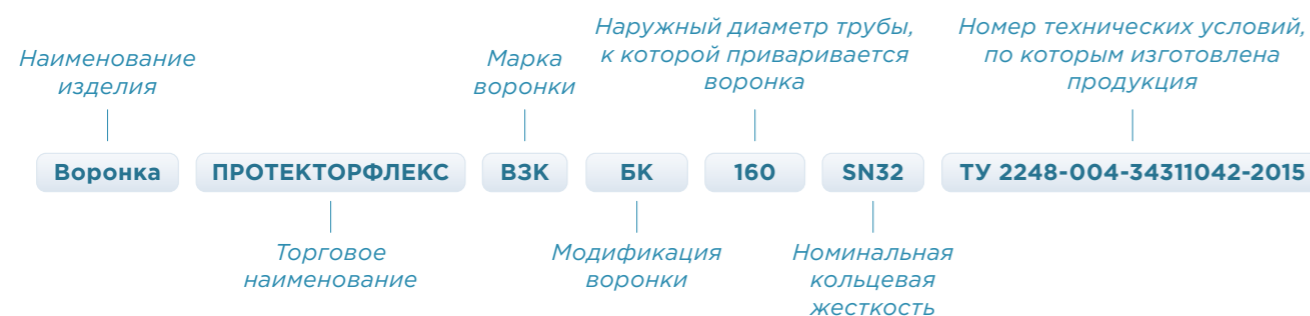 Наименование
изделия
Марка
воронки
Наружный диаметр трубы,
к которой приваривается
воронка
Номер технических условий,
по которым изготовлена
продукция
Воронка ПРОТЕКТОРФЛЕКС ВЗК БК 160 SN32 ТУ 2248-004-34311042-2015
Торговое
наименование
Модификация
воронки
Номинальная
кольцевая
жесткость